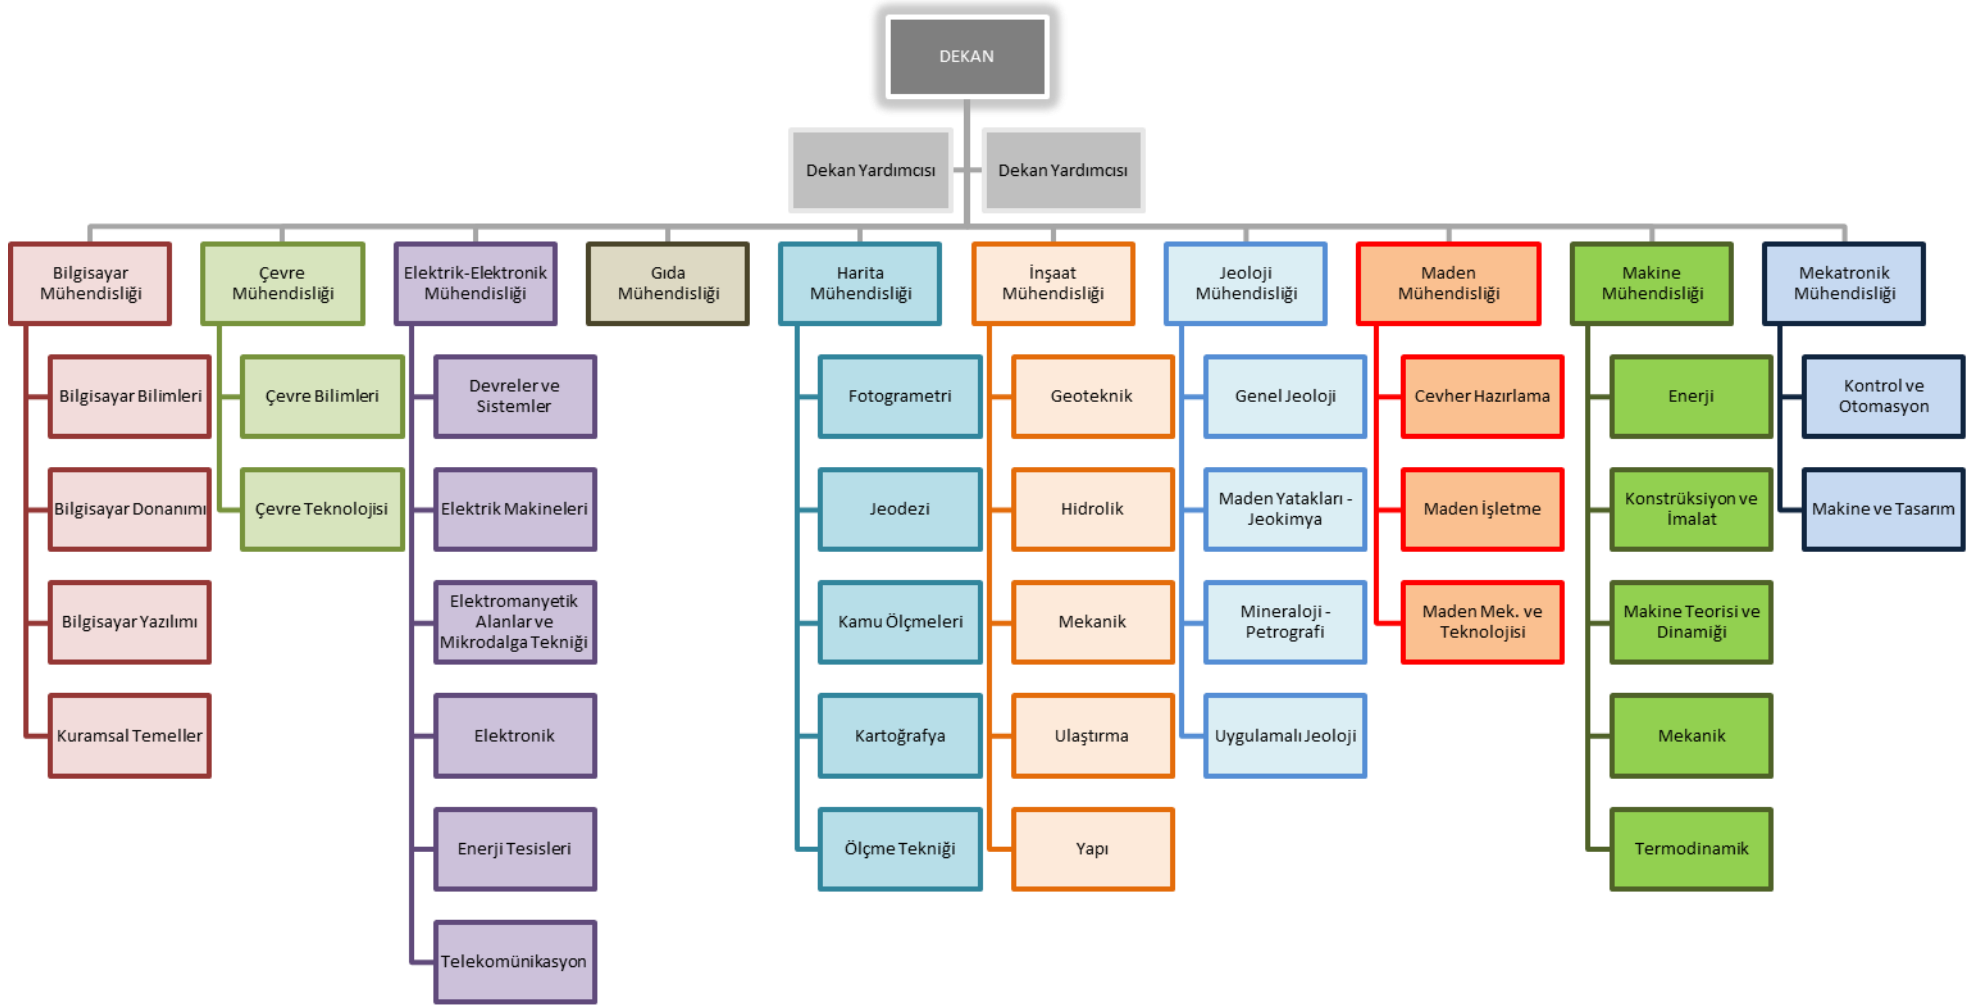 DEKAN
Dekan Yardımcısı
Dekan Yardımcısı
Bilgisayar
Mühendisliği
Bilgisayar Bilimleri
Bilgisayar Donanımı
Bilgisayar Yazılımı
Kuramsal Temeller
Çevre
Mühendisliği
Çevre Bilimleri
Çevre Teknolojisi
Elektrik-Elektronik
Mühendisliği
Devreler ve
Sistemler
Elektrik Makineleri
Elektromanyetik
Alanlar ve
Mikrodalga Tekniği
Elektronik
Enerji Tesisleri
Telekomünikasyon
Gıda
Mühendisliği
Harita
Mühendisliği
Fotogrametri
Jeodezi
Kamu Ölçmeleri
Kartoğrafya
Ölçme Tekniği
İnşaat
Mühendisliği
Geoteknik
Hidrolik
Mekanik
Ulaştırma
Yapı
Jeoloji
Mühendisliği
Genel Jeoloji
Maden Yatakları -
Jeokimya
Mineraloji -
Petrografi
Uygulamalı Jeoloji
Maden
Mühendisliği
Cevher Hazırlama
Maden İşletme
Maden Mek. ve
Teknolojisi
Makine
Mühendisliği
Enerji
Konstrüksiyon ve
İmalat
Makine Teorisi ve
Dinamiği
Mekanik
Termodinamik
Mekatronik
Mühendisliği
Kontrol ve
Otomasyon
Makine ve Tasarım